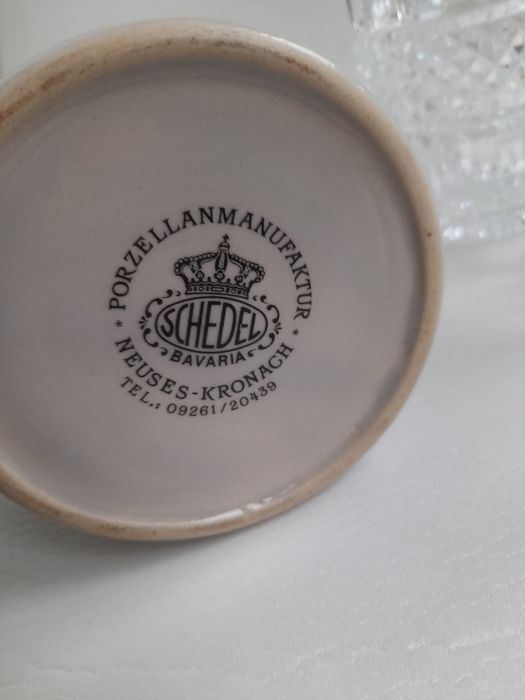 * PORZELLANMANUFAKTUR *
SCHEDEL
BAVARIA
NEUSES-KRONACH
TEL.: 09261/20439